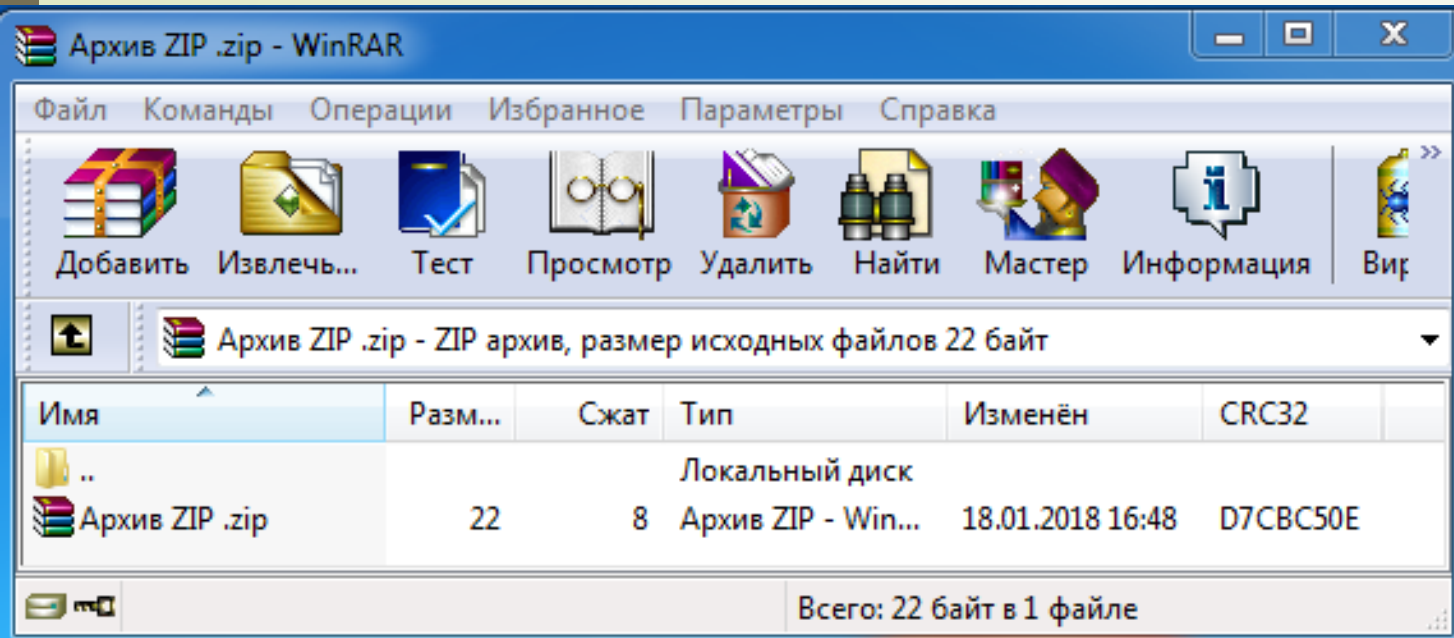 Архив ZIP .zip - WinRAR
Файл Команды Операции Избранное Параметры Справка
Добавить Извлечь... Тест Просмотр Удалить Найти Мастер Информация Вир
Архив ZIP .zip - ZIP архив, размер исходных файлов 22 байт
Имя Разм... Сжат Тип Изменён CRC32
.. Локальный диск
Архив ZIP .zip 22 8 Архив ZIP - Win... 18.01.2018 16:48 D7CBC50E
Всего: 22 байт в 1 файле